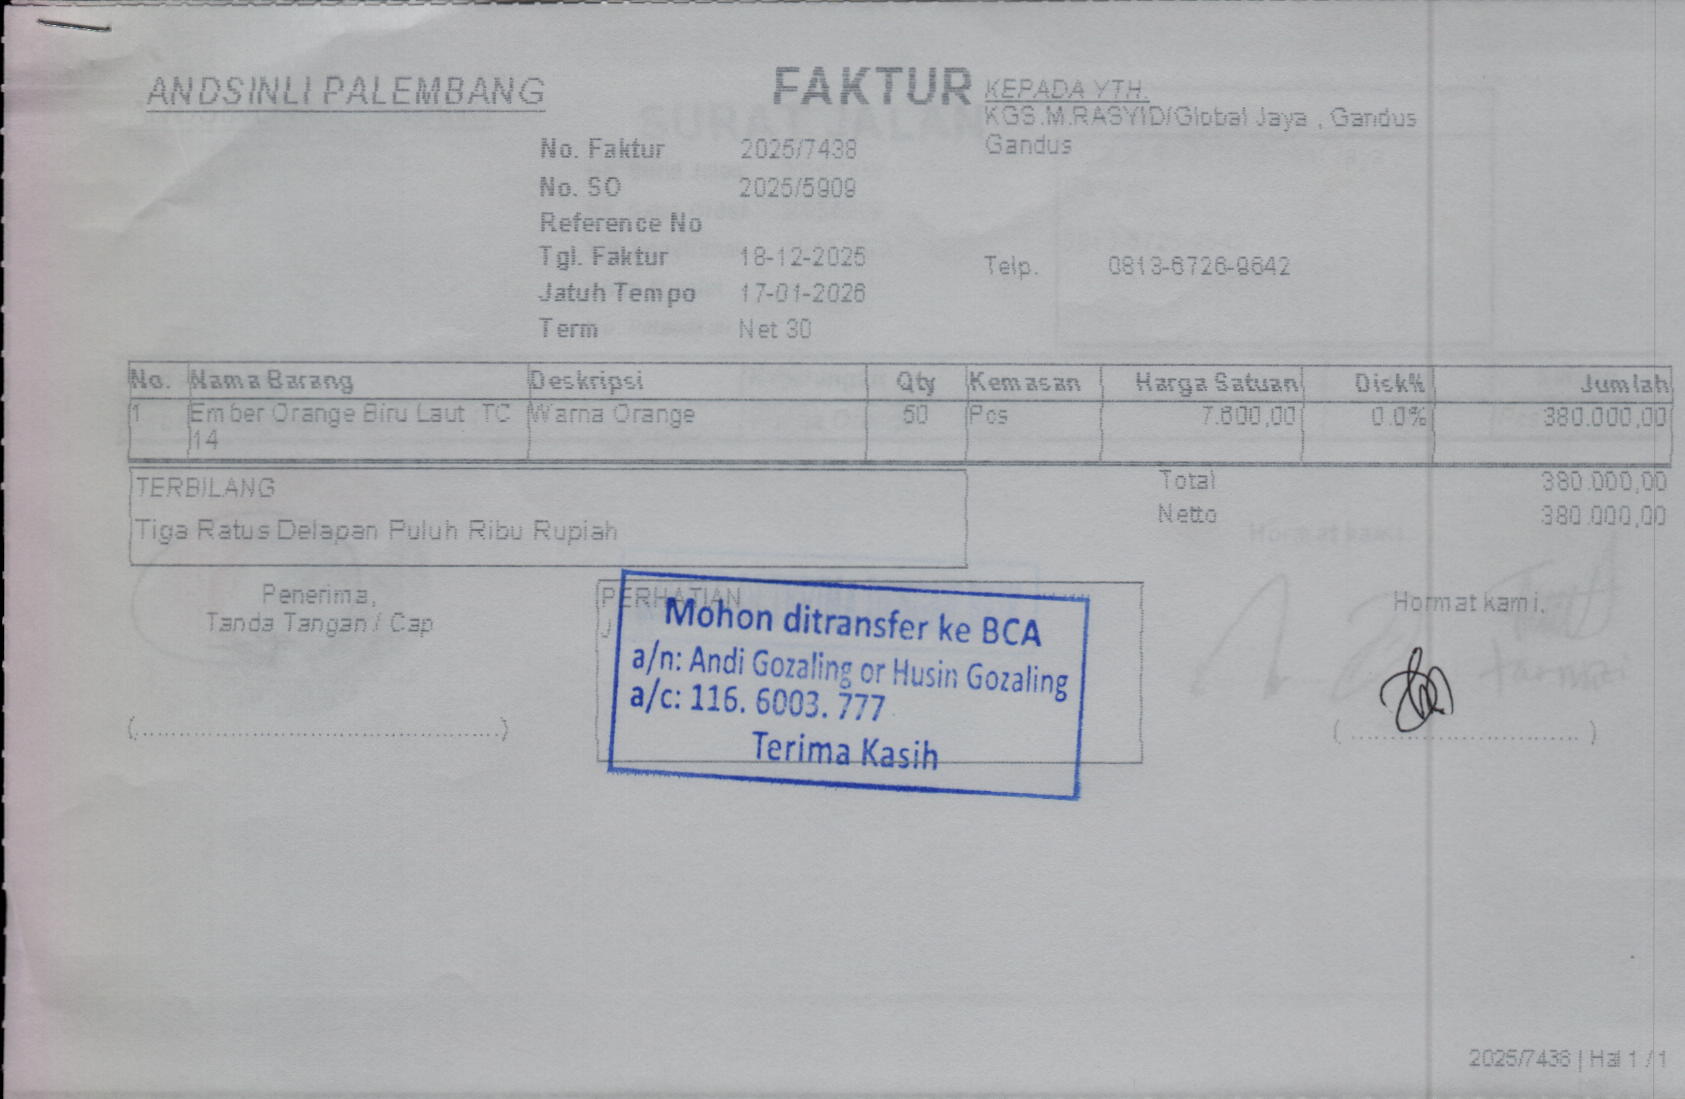 ANDSINLI PALEMBANG
FAKTUR
KEPADA YTH.
KGS.M.RASYID/Global Jaya , Gandus
Gandus
No. Faktur 2025/7438
No. SO 2025/5909
Reference No
Tgl. Faktur 18-12-2025
Jatuh Tempo 17-01-2026
Term Net 30
Telp. 0813-6726-9642
No. Nama Barang Deskripsi Qty Kemasan Harga Satuan Disk% Jumlah
1 Ember Orange Biru Laut TC Warna Orange 50 Pcs 7.600,00 0.0% 380.000,00
14
TERBILANG
Tiga Ratus Delapan Puluh Ribu Rupiah
Total 380.000,00
Netto 380.000,00
Penerima,
Tanda Tangan / Cap
PERHATIAN
Mohon ditransfer ke BCA
a/n: Andi Gozaling or Husin Gozaling
a/c: 116. 6003. 777
Terima Kasih
Hormat kami,
(..............................................)
( ............................. )
SURAT JALAN
Hormat kami
2025/7438 | Hal 1 / 1